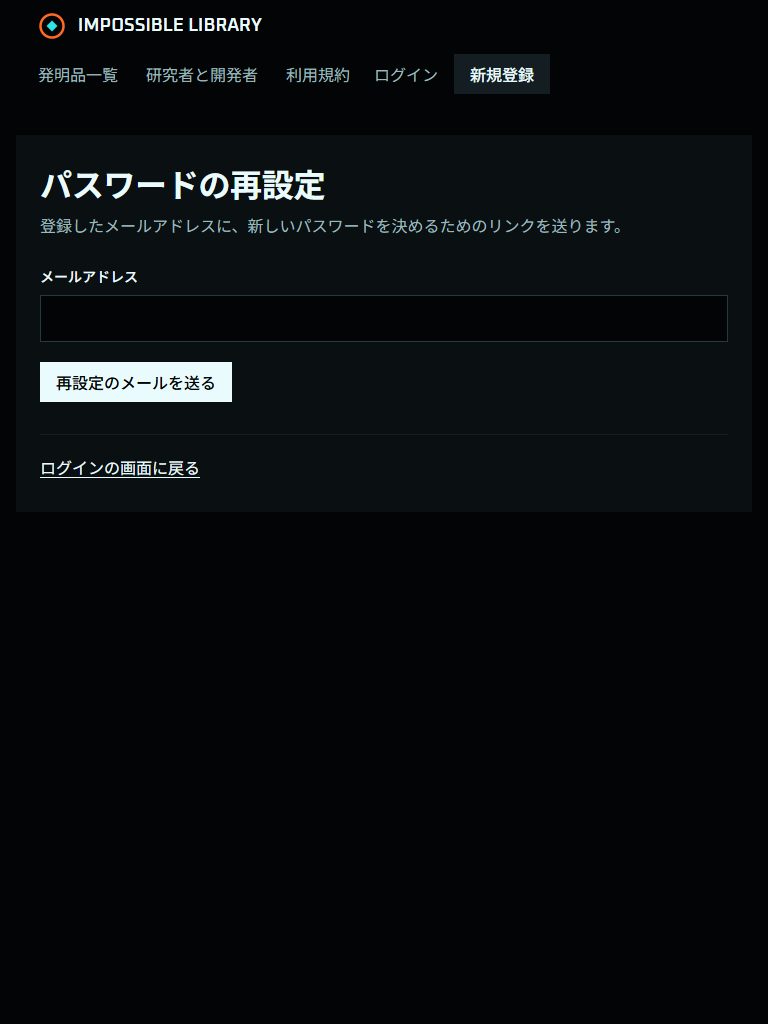 IMPOSSIBLE LIBRARY
発明品一覧 研究者と開発者 利用規約 ログイン 新規登録
パスワードの再設定
登録したメールアドレスに、新しいパスワードを決めるためのリンクを送ります。
メールアドレス
再設定のメールを送る
ログインの画面に戻る